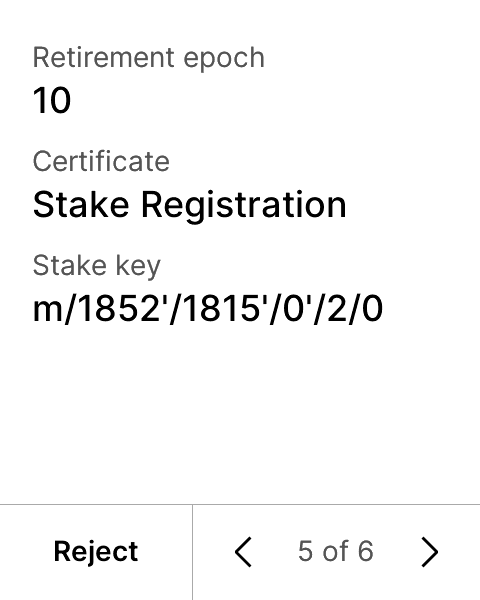 Retirement epoch
10
Certificate
Stake Registration
Stake key
m/1852'/1815'/0'/2/0
Reject
5 of 6